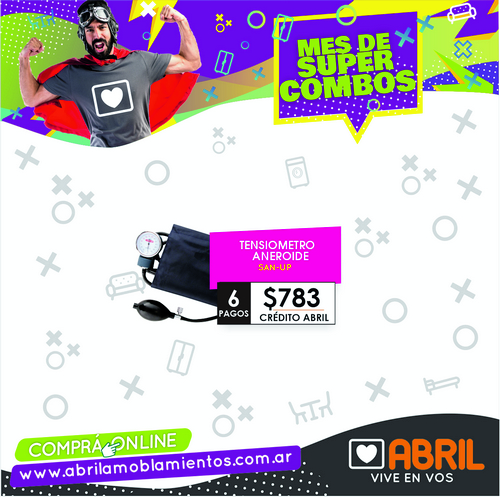 MES DE
SUPER
COMBOS
TENSIOMETRO
ANEROIDE
SAN-UP
6
PAGOS
$783
CRÉDITO ABRIL
COMPRÁ ONLINE
www.abrilamoblamientos.com.ar
ABRIL
VIVE EN VOS